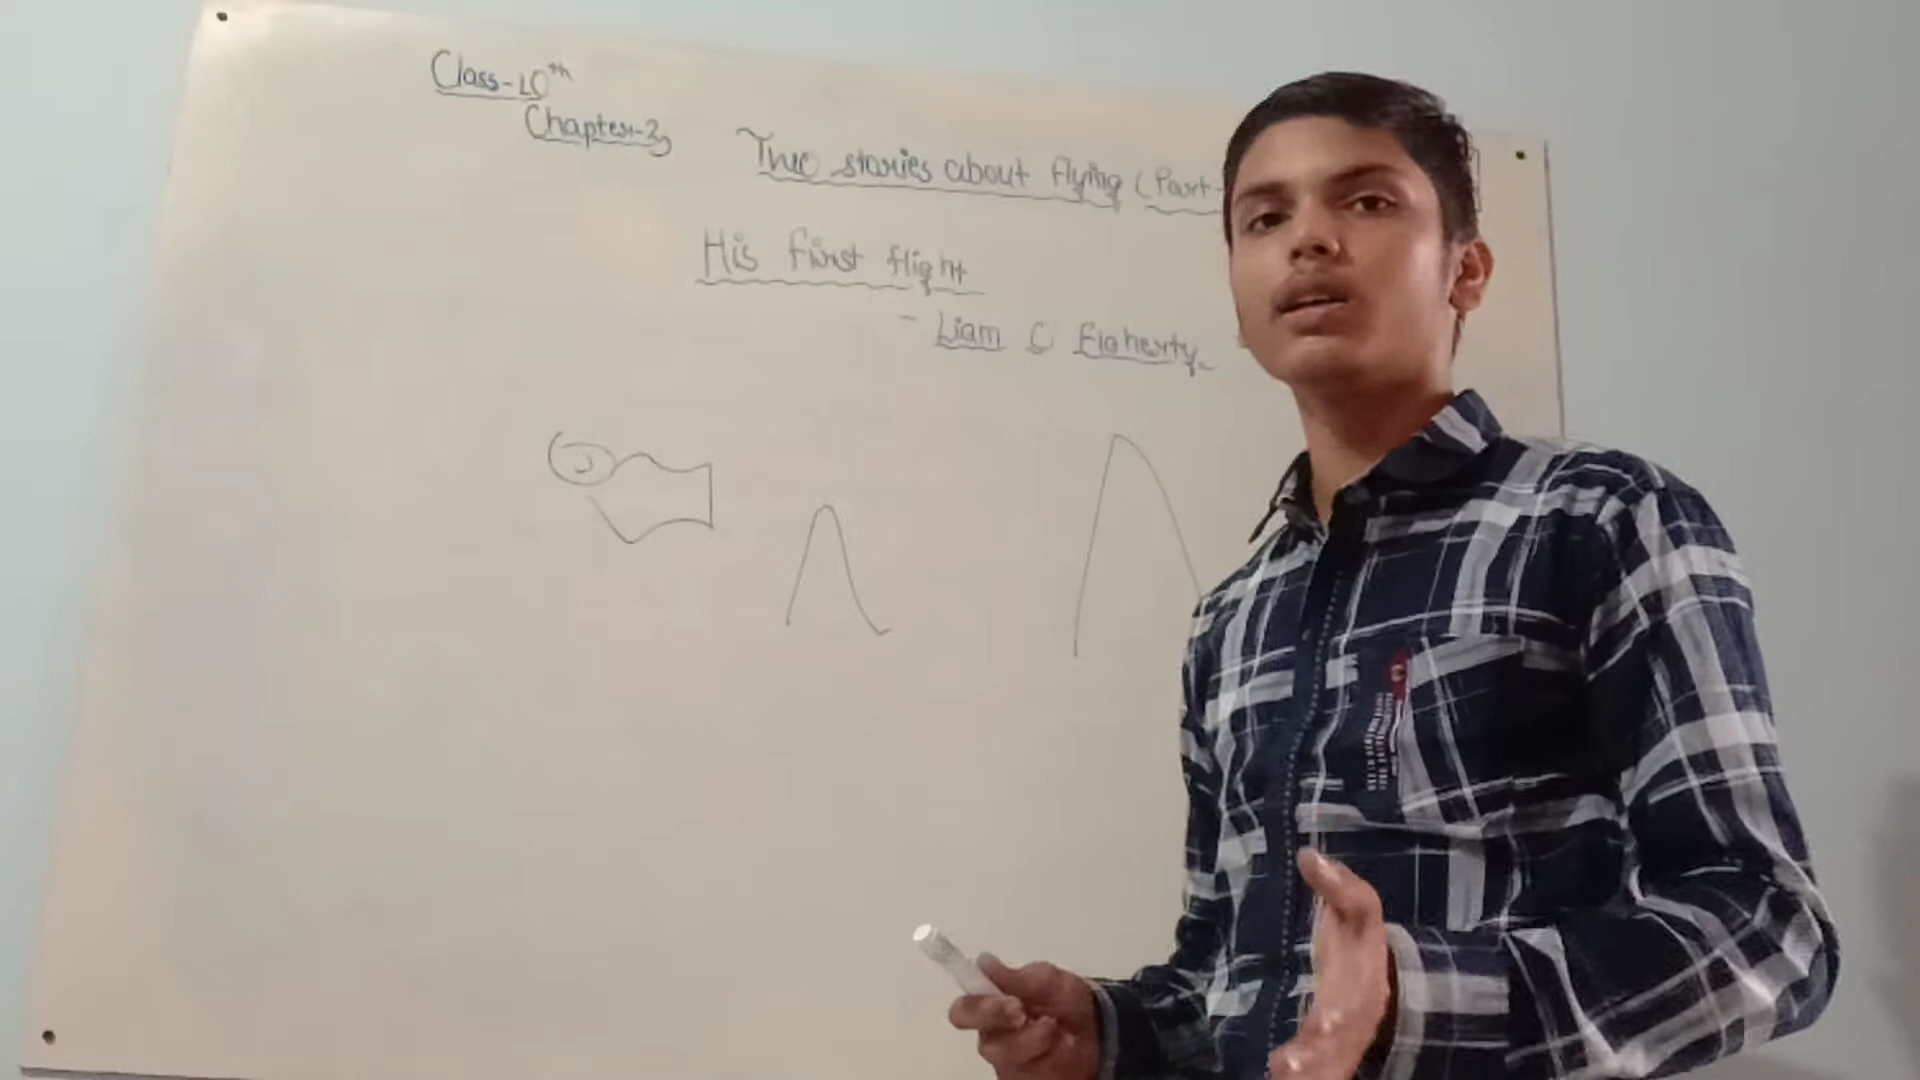 Class-10th
Chapter-3
Two stories about flying (Part-
His first flight
- Liam O Flaherty